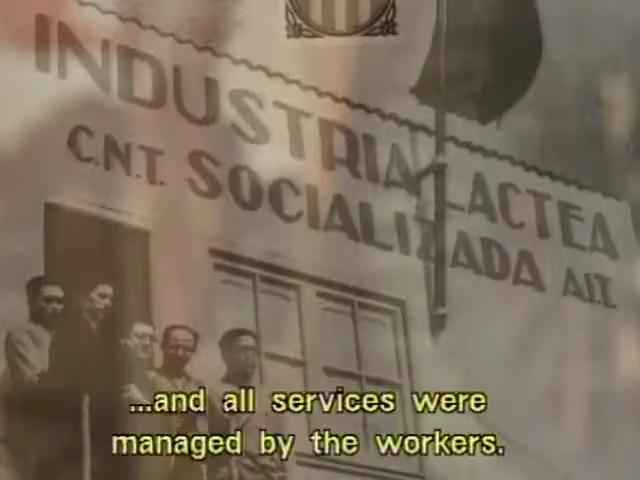 INDUSTRIA LACTEA
C.N.T. SOCIALIZADA A.I.T.
...and all services were
managed by the workers.